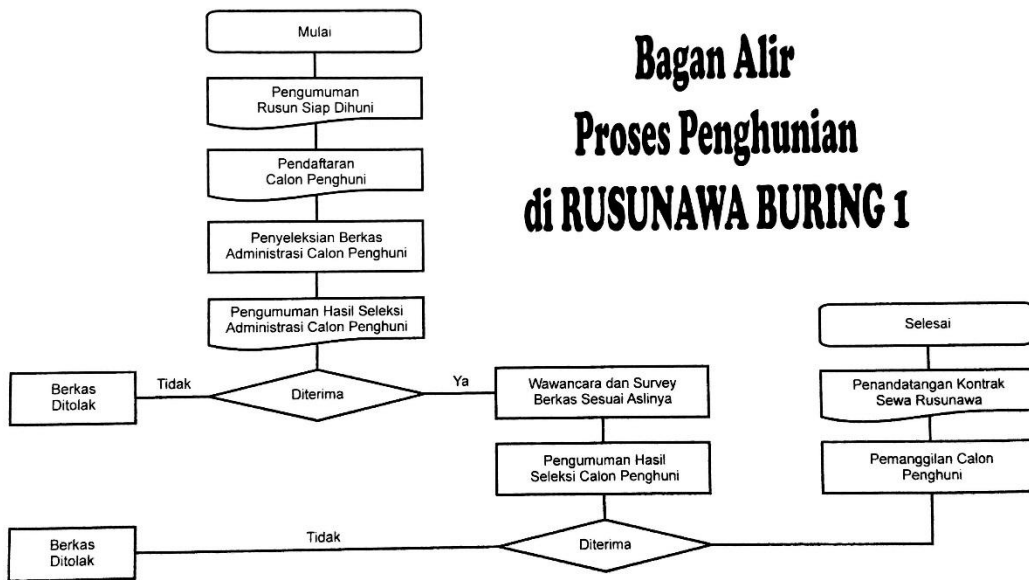 Bagan Alir
Proses Penghunian
di RUSUNAWA BURING 1
Mulai
Pengumuman
Rusun Siap Dihuni
Pendaftaran
Calon Penghuni
Penyeleksian Berkas
Administrasi Calon Penghuni
Pengumuman Hasil Seleksi
Administrasi Calon Penghuni
Diterima
Tidak
Berkas
Ditolak
Ya
Wawancara dan Survey
Berkas Sesuai Aslinya
Pengumuman Hasil
Seleksi Calon Penghuni
Diterima
Tidak
Berkas
Ditolak
Pemanggilan Calon
Penghuni
Penandatangan Kontrak
Sewa Rusunawa
Selesai